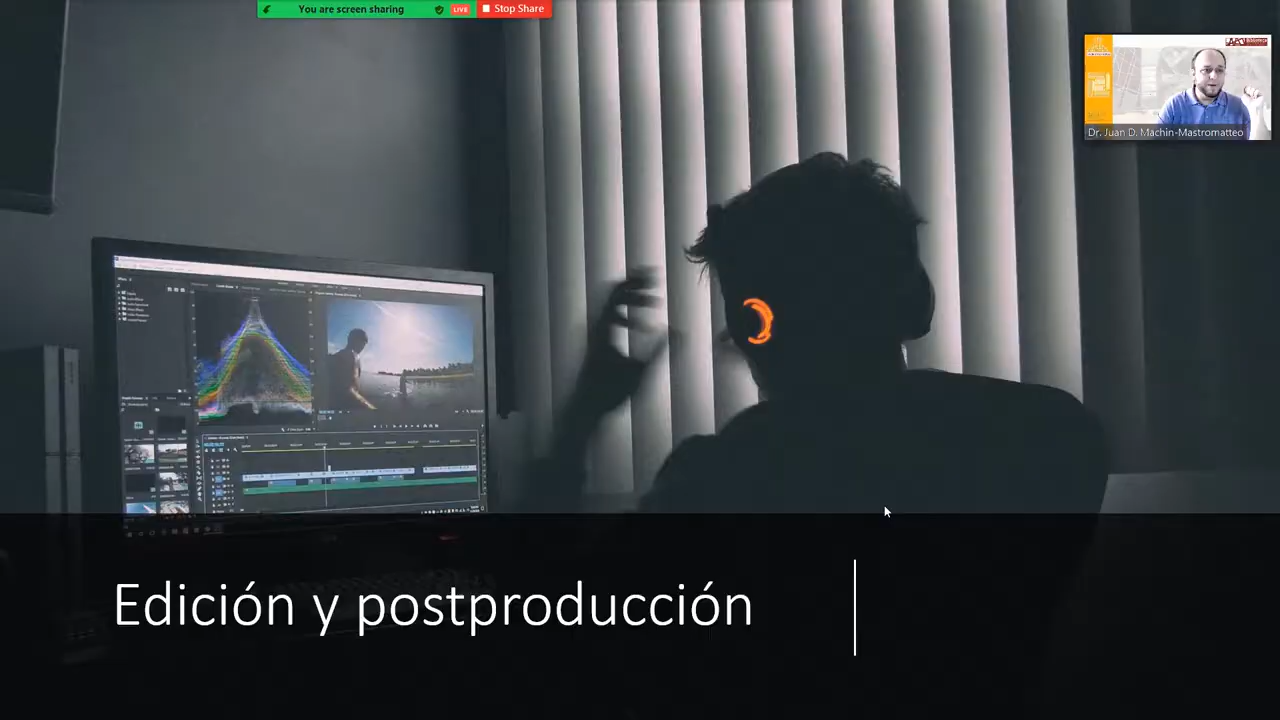 You are screen sharing
LIVE
Stop Share
Dr. Juan D. Machin-Mastromatteo
Edición y postproducción